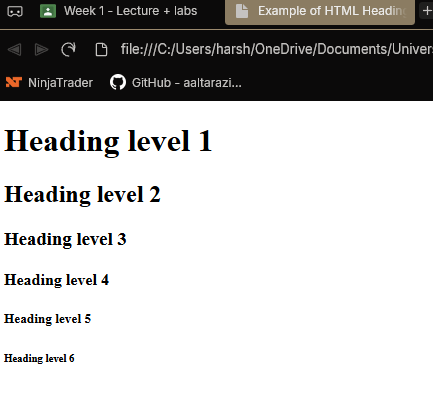 Week 1 - Lecture + labs
Example of HTML Headin
file:///C:/Users/harsh/OneDrive/Documents/Univer
NinjaTrader
GitHub - aaltarazi...
Heading level 1
Heading level 2
Heading level 3
Heading level 4
Heading level 5
Heading level 6